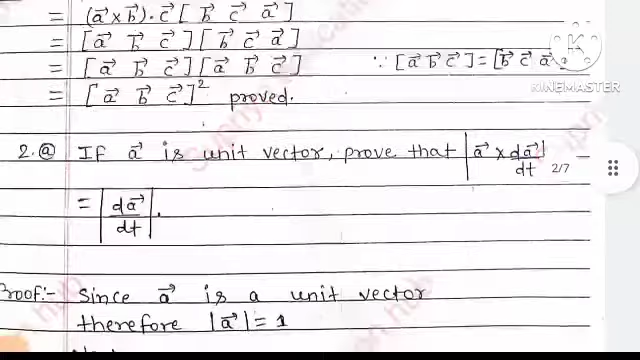 = (a⃗ × b⃗) · c⃗ [ b⃗ c⃗ a⃗ ]
= [ a⃗ b⃗ c⃗ ] [ b⃗ c⃗ a⃗ ]
= [ a⃗ b⃗ c⃗ ] [ a⃗ b⃗ c⃗ ] ∵ [ a⃗ b⃗ c⃗ ] = [ b⃗ c⃗ a⃗
= [ a⃗ b⃗ c⃗ ]² proved.
KINEMASTER
2.ⓐ If a⃗ is unit vector, prove that | a⃗ × da⃗/dt |
2/7
= | da⃗/dt | .
Proof:- Since a⃗ is a unit vector
therefore |a⃗| = 1